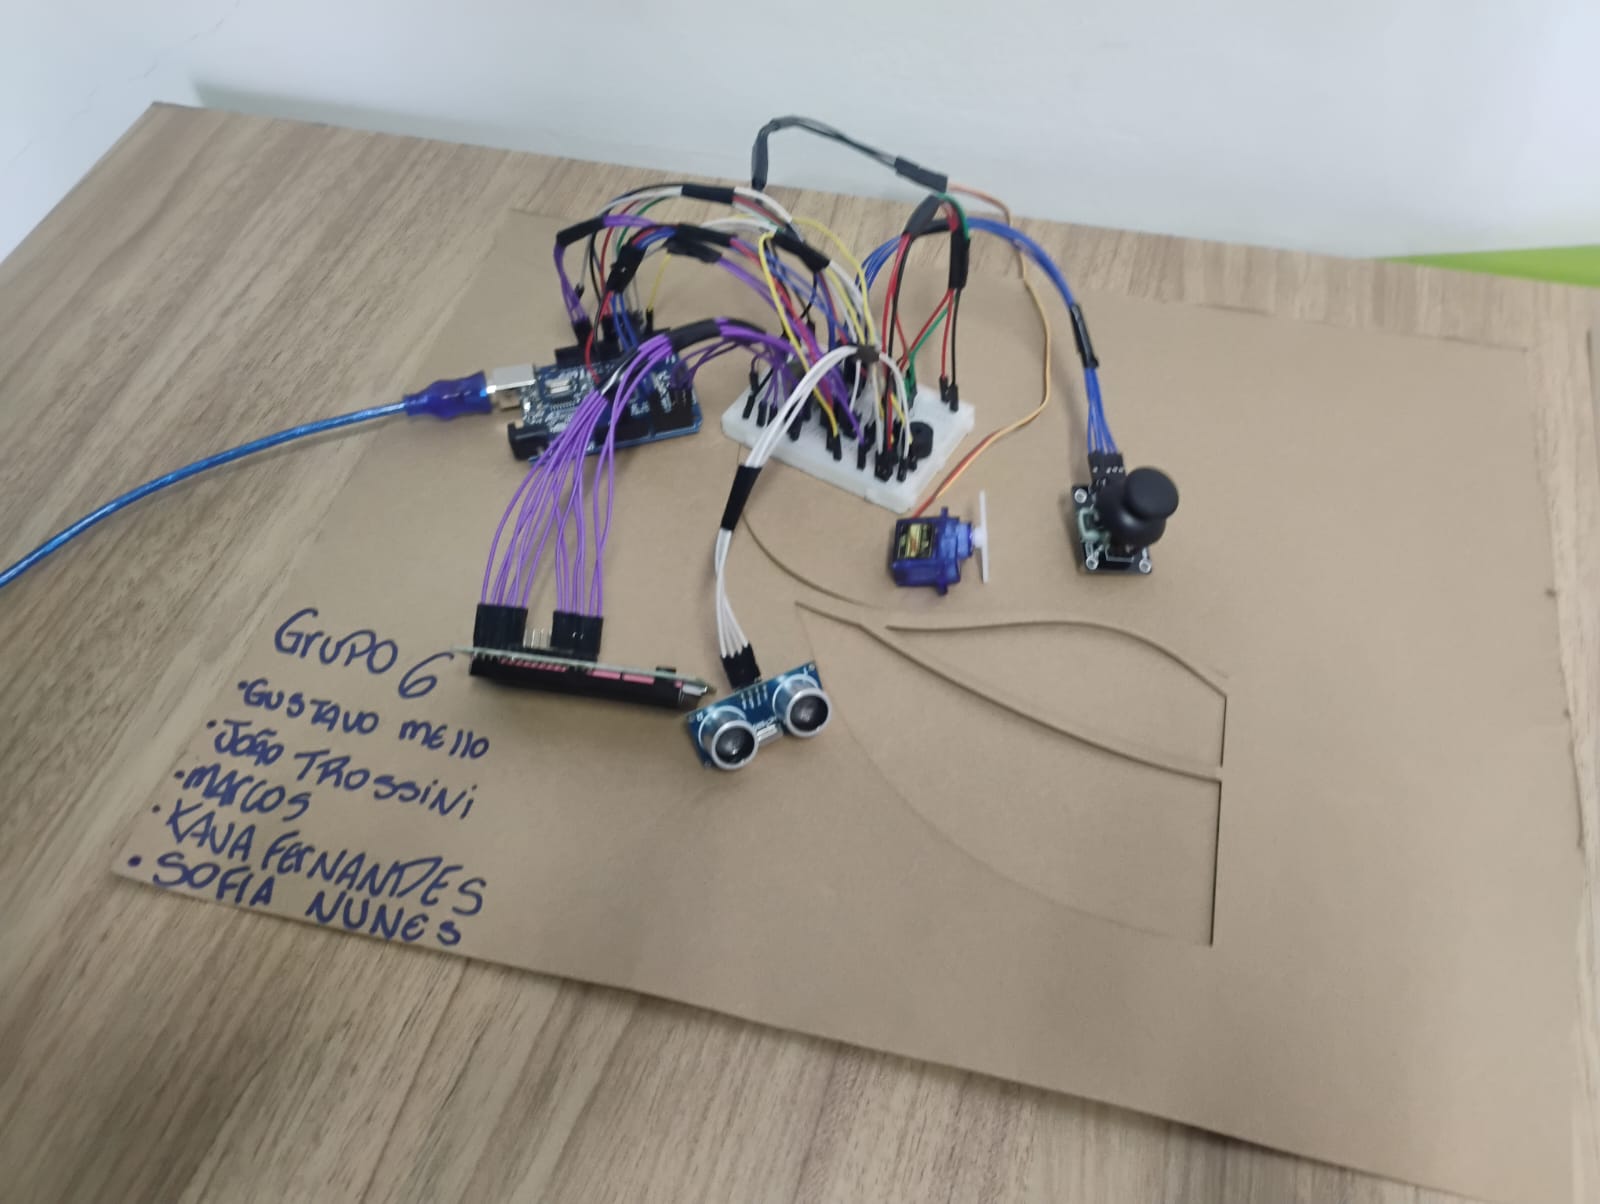 GRUPO 6
• GUSTAVO MELLO
• JOÃO TROSSINI
• MARCOS
• KAUA FERNANDES
• SOFIA NUNES